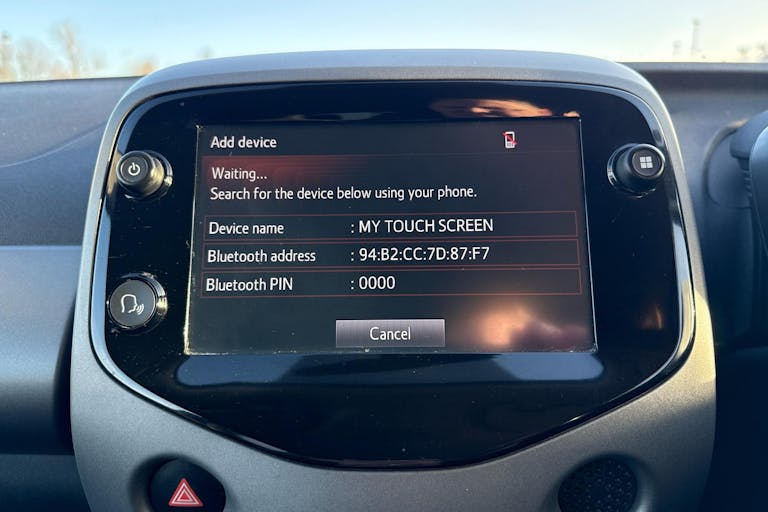 Add device
Waiting...
Search for the device below using your phone.
Device name : MY TOUCH SCREEN
Bluetooth address : 94:B2:CC:7D:87:F7
Bluetooth PIN : 0000
Cancel